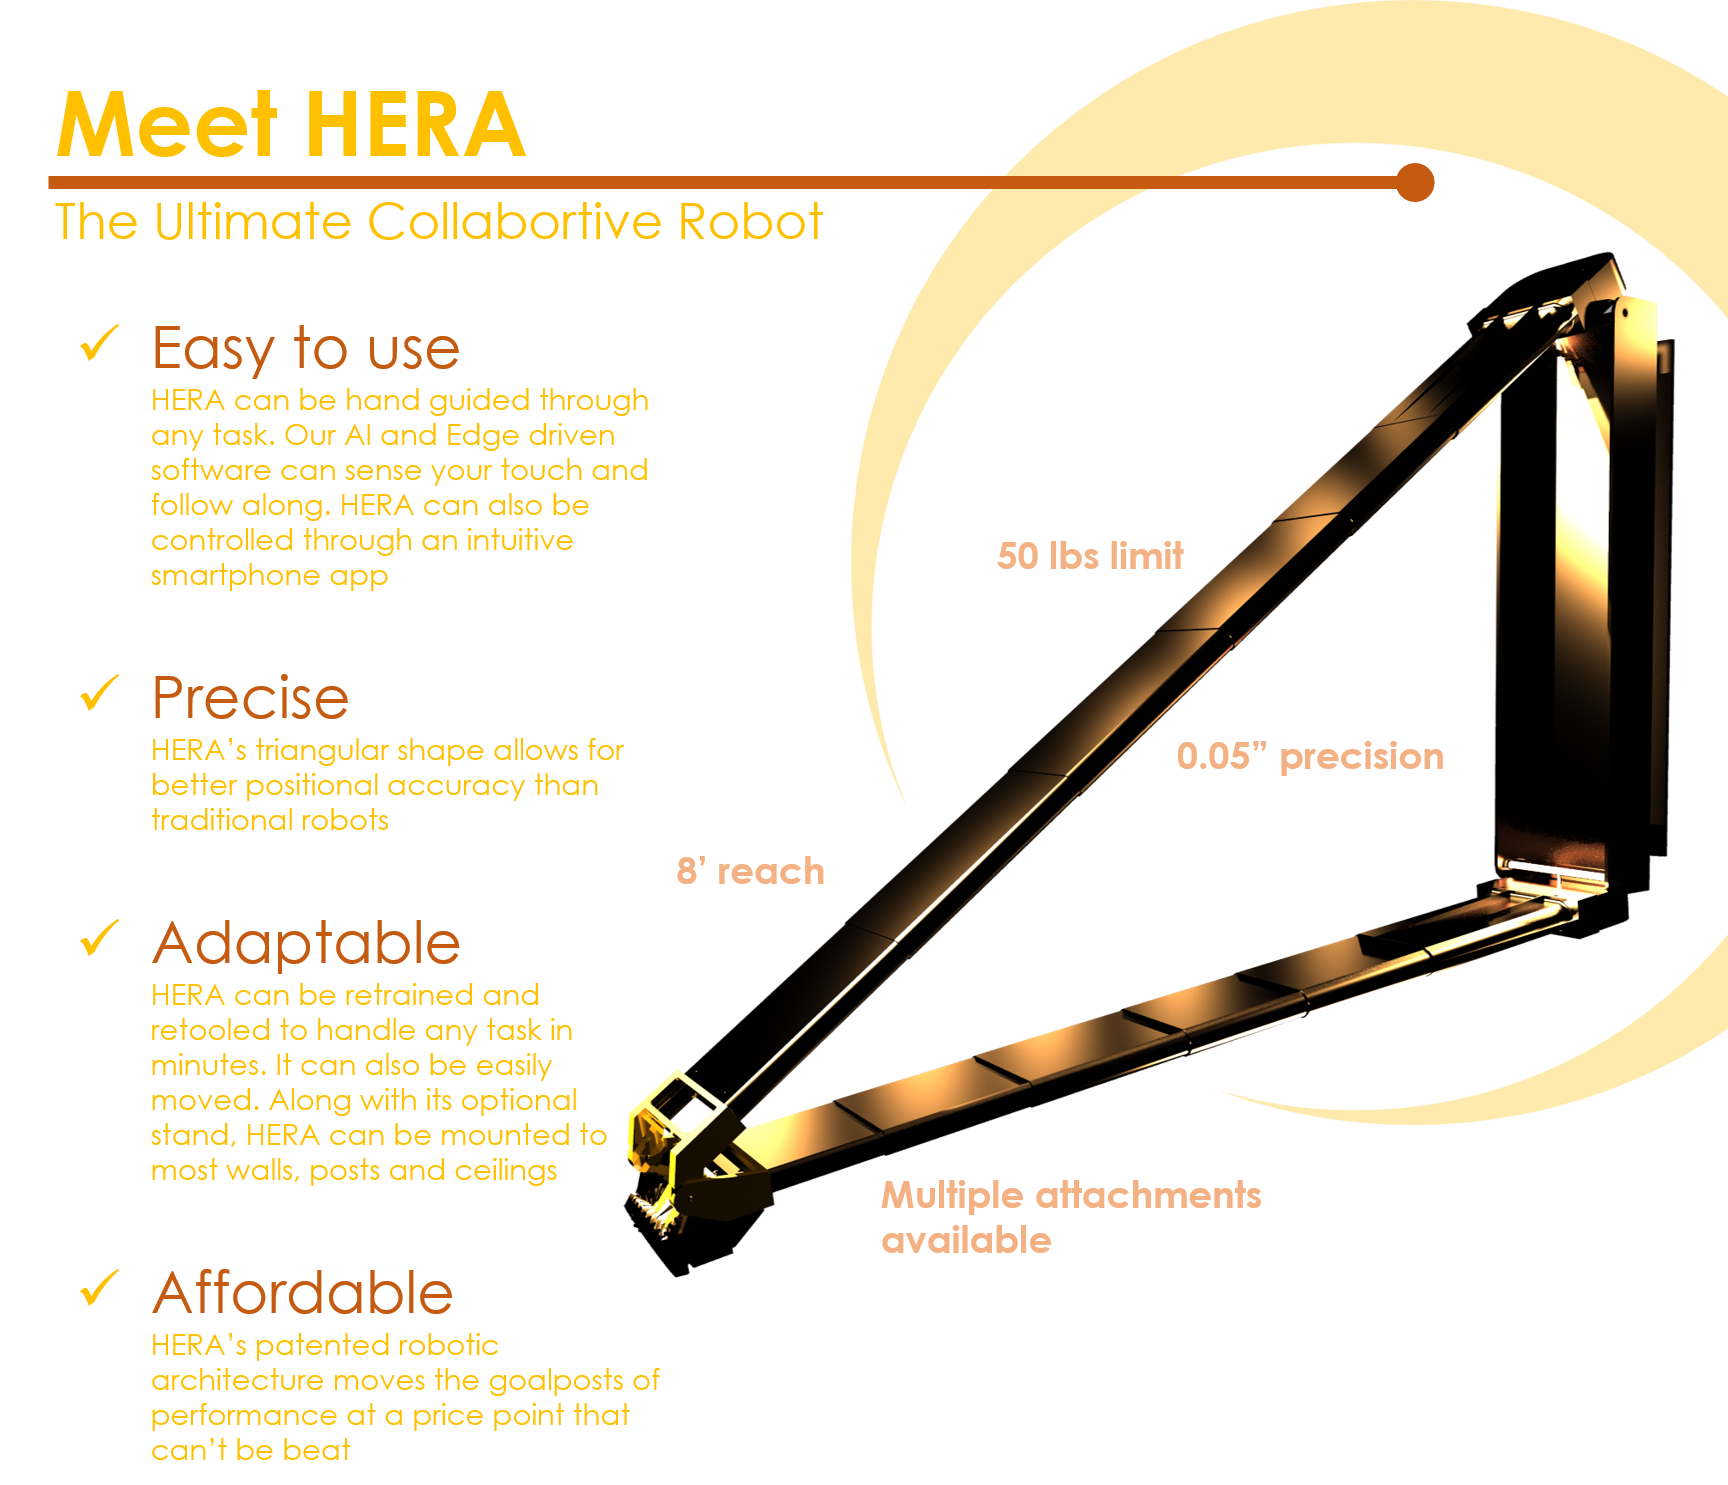 Meet HERA
The Ultimate Collabortive Robot
Easy to use
HERA can be hand guided through
any task. Our AI and Edge driven
software can sense your touch and
follow along. HERA can also be
controlled through an intuitive
smartphone app
Precise
HERA’s triangular shape allows for
better positional accuracy than
traditional robots
Adaptable
HERA can be retrained and
retooled to handle any task in
minutes. It can also be easily
moved. Along with its optional
stand, HERA can be mounted to
most walls, posts and ceilings
Affordable
HERA’s patented robotic
architecture moves the goalposts of
performance at a price point that
can’t be beat
50 lbs limit
0.05” precision
8’ reach
Multiple attachments
available